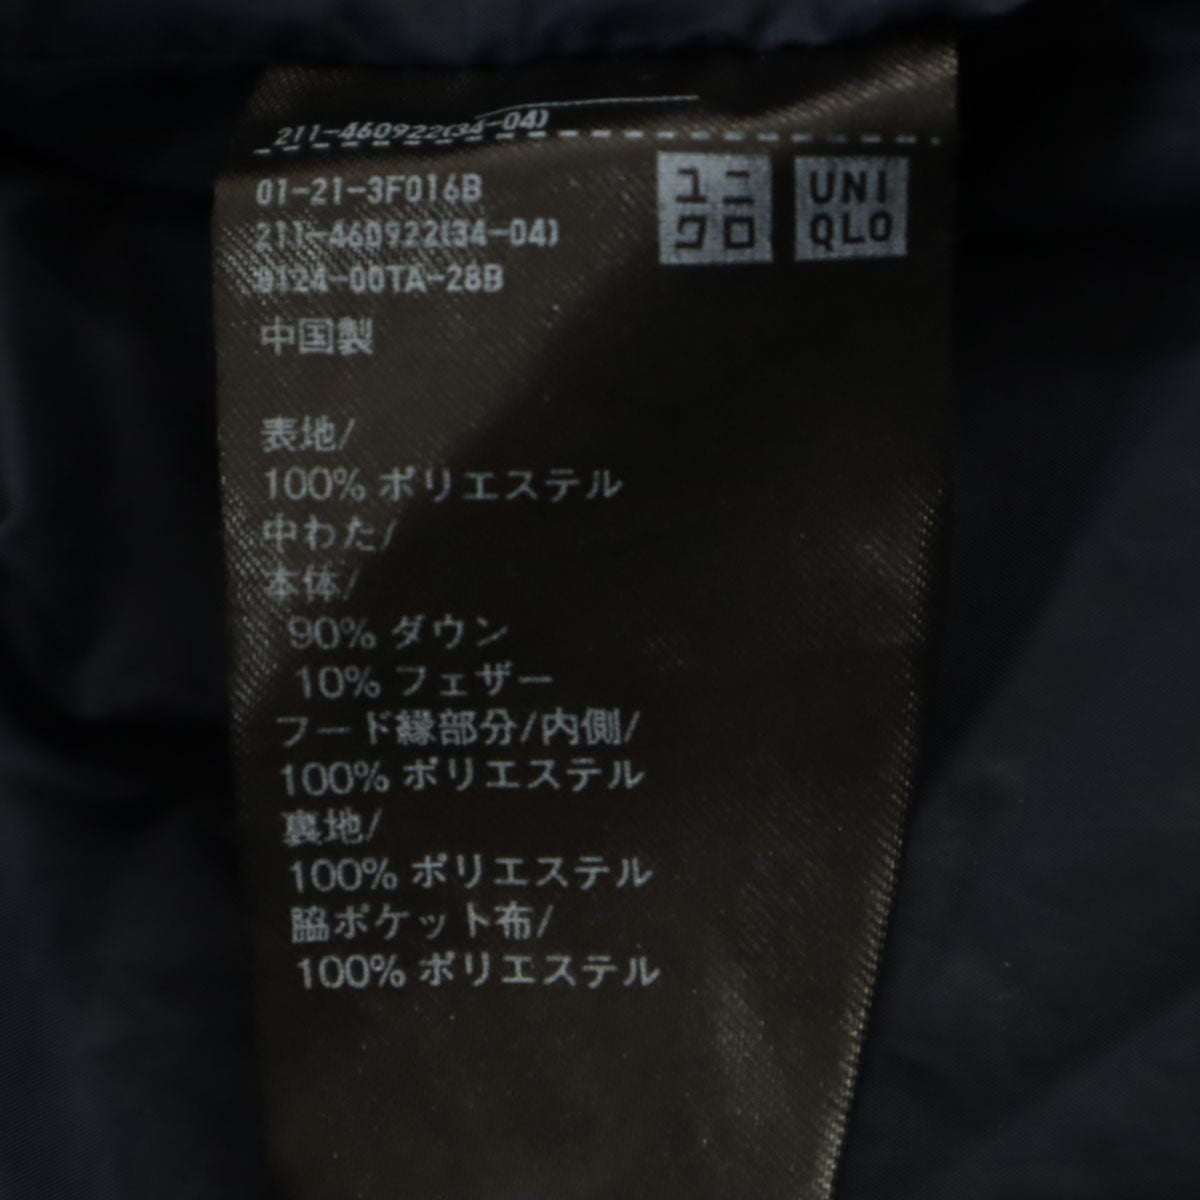 211-460922(34-04)
01-21-3F016B
211-460922(34-04)
0124-00TA-28B
中国製
ユニ
クロ
UNI
QLO
表地/
100% ポリエステル
中わた/
本体/
90% ダウン
10% フェザー
フード縁部分/内側/
100% ポリエステル
裏地/
100% ポリエステル
脇ポケット布/
100% ポリエステル